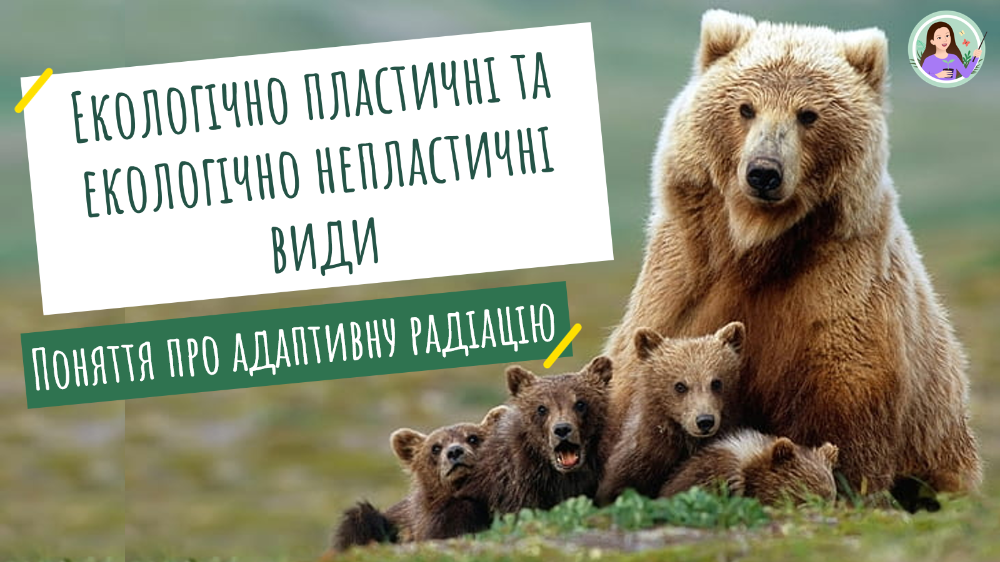 Екологічно пластичні та
екологічно непластичні
види
Поняття про адаптивну радіацію